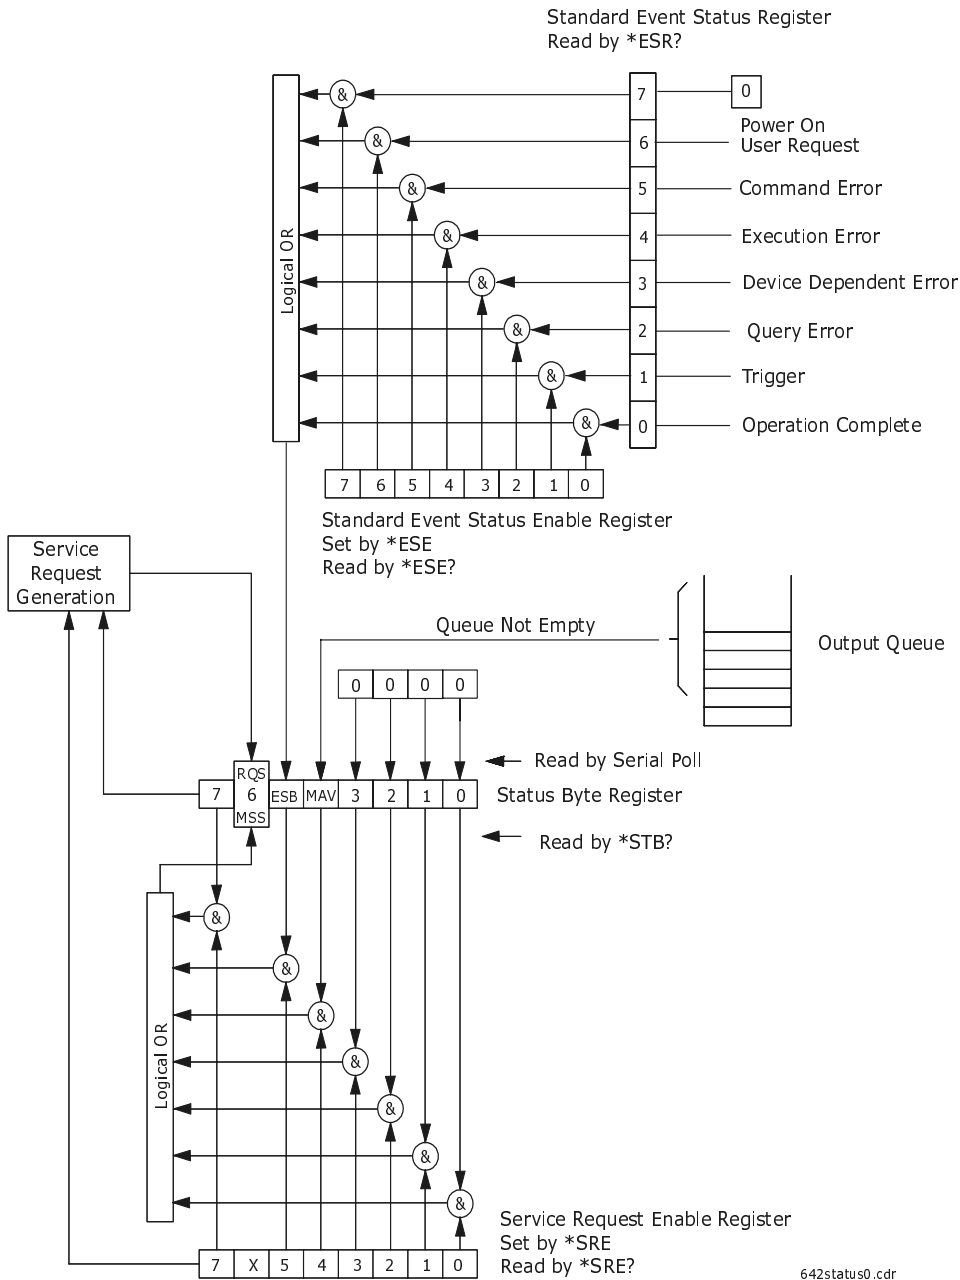 Standard Event Status Register
Read by *ESR?
& 7 0
Power On
& 6 User Request
& 5 Command Error
& 4 Execution Error
Logical OR
& 3 Device Dependent Error
& 2 Query Error
& 1 Trigger
& 0 Operation Complete
7 6 5 4 3 2 1 0
Standard Event Status Enable Register
Set by *ESE
Read by *ESE?
Service
Request
Generation
Queue Not Empty
Output Queue
0 0 0 0
Read by Serial Poll
RQS
7 6 ESB MAV 3 2 1 0 Status Byte Register
MSS
Read by *STB?
&
&
&
&
Logical OR
&
&
&
Service Request Enable Register
Set by *SRE
7 X 5 4 3 2 1 0 Read by *SRE?
642status0.cdr